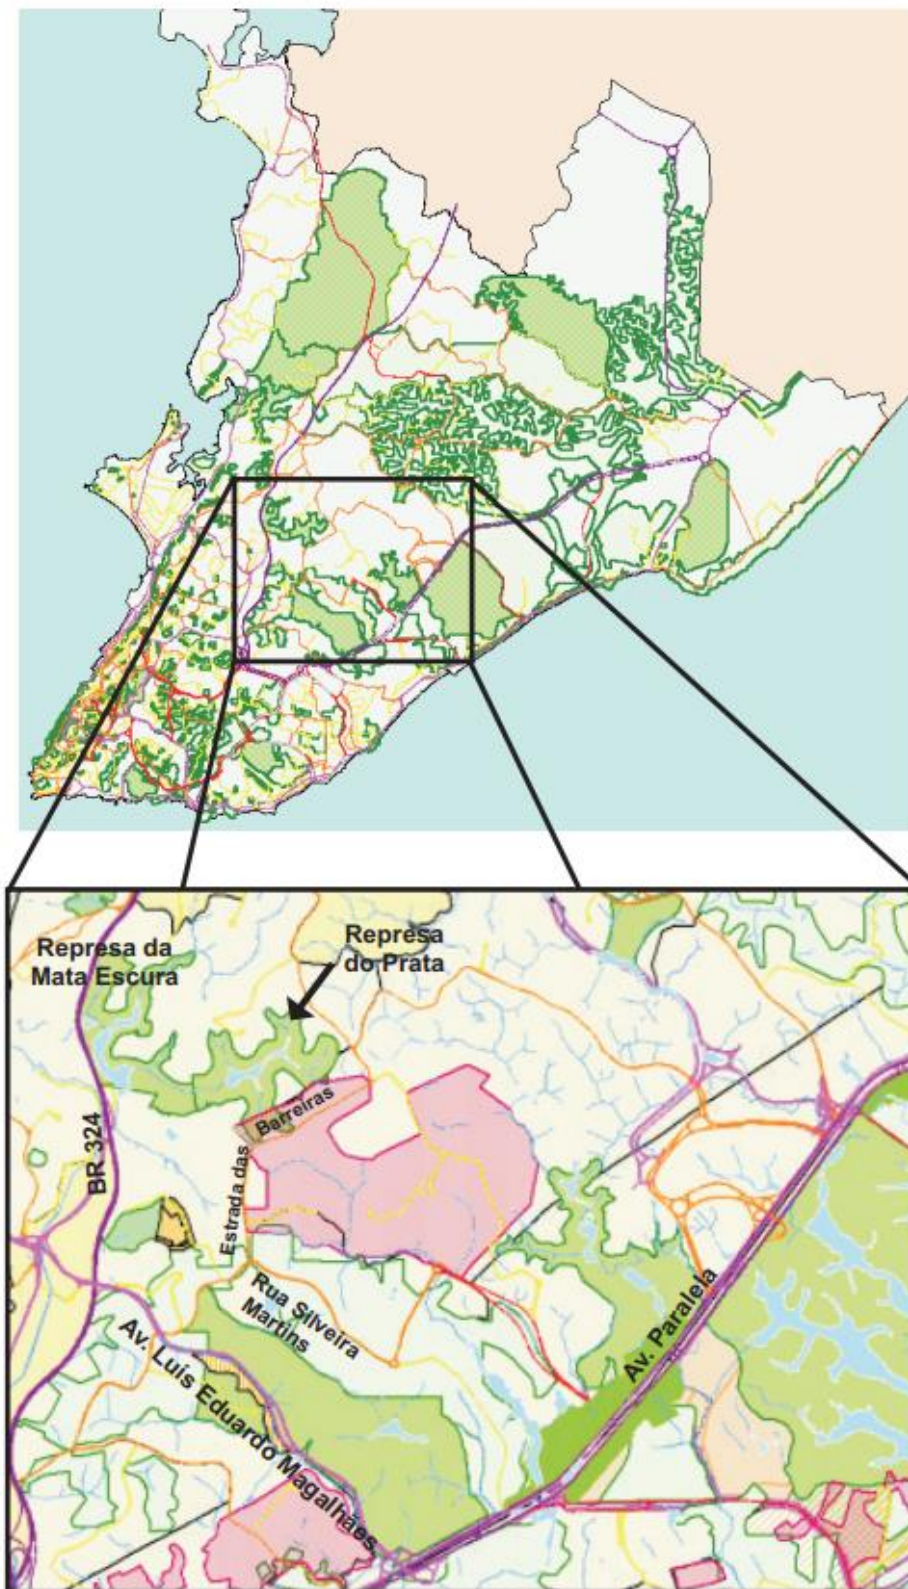 Represa da
Mata Escura
Represa
do Prata
BR 324
Estrada das
Barreiras
Rua Silveira
Martins
Av. Luís Eduardo Magalhães
Av. Paralela